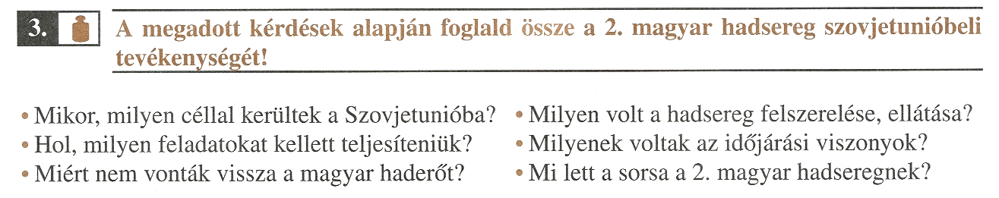 3. A megadott kérdések alapján foglald össze a 2. magyar hadsereg szovjetunióbeli
tevékenységét!
• Mikor, milyen céllal kerültek a Szovjetunióba?
• Hol, milyen feladatokat kellett teljesíteniük?
• Miért nem vonták vissza a magyar haderőt?
• Milyen volt a hadsereg felszerelése, ellátása?
• Milyenek voltak az időjárási viszonyok?
• Mi lett a sorsa a 2. magyar hadseregnek?